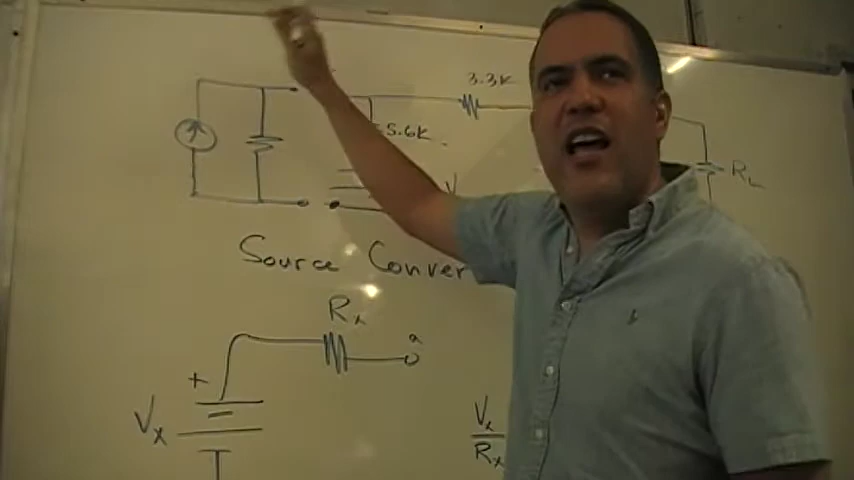 3.3K
5.6K
V
RL
Source Conver
Rx
a
+
Vx
Vx
Rx